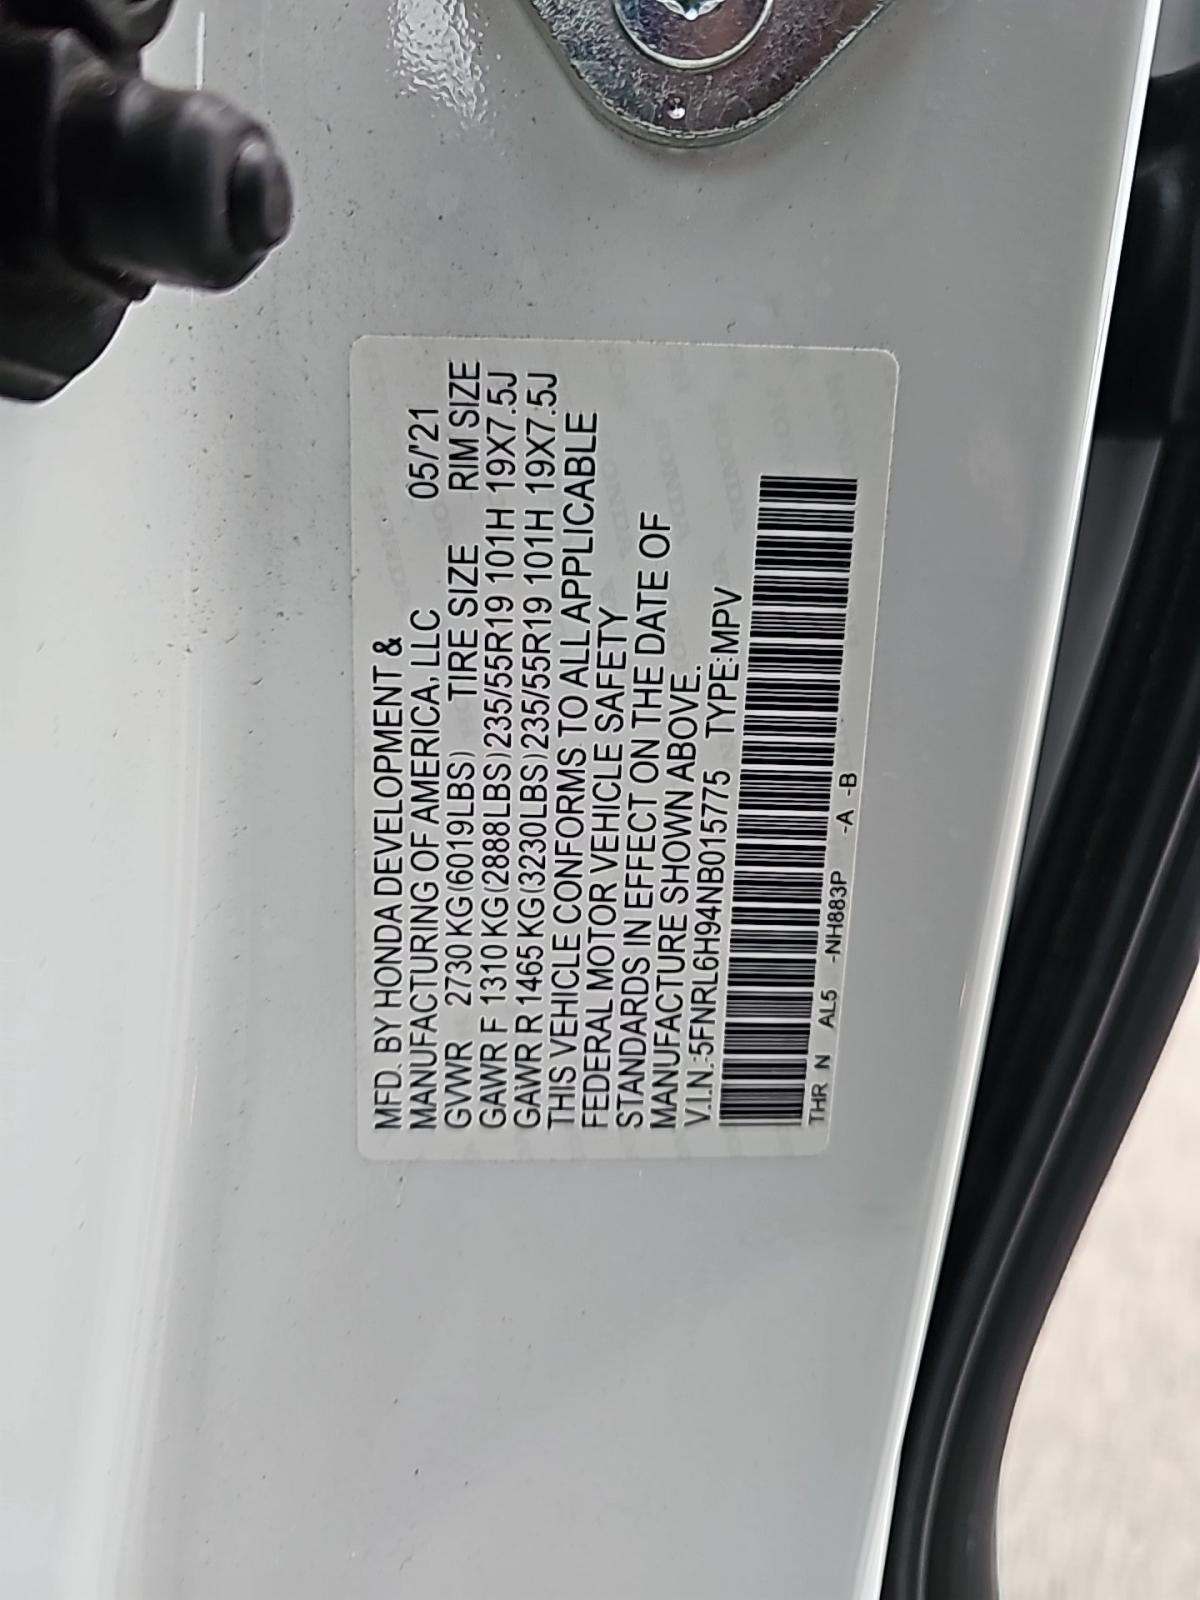 MFD. BY HONDA DEVELOPMENT &
MANUFACTURING OF AMERICA, LLC 05/'21
GVWR 2730 KG(6019LBS) TIRE SIZE RIM SIZE
GAWR F 1310 KG(2888LBS)235/55R19 101H 19X7.5J
GAWR R 1465 KG(3230LBS)235/55R19 101H 19X7.5J
THIS VEHICLE CONFORMS TO ALL APPLICABLE
FEDERAL MOTOR VEHICLE SAFETY
STANDARDS IN EFFECT ON THE DATE OF
MANUFACTURE SHOWN ABOVE.
V.I.N.:5FNRL6H94NB015775 TYPE:MPV
THR N AL5 -NH883P -A -B